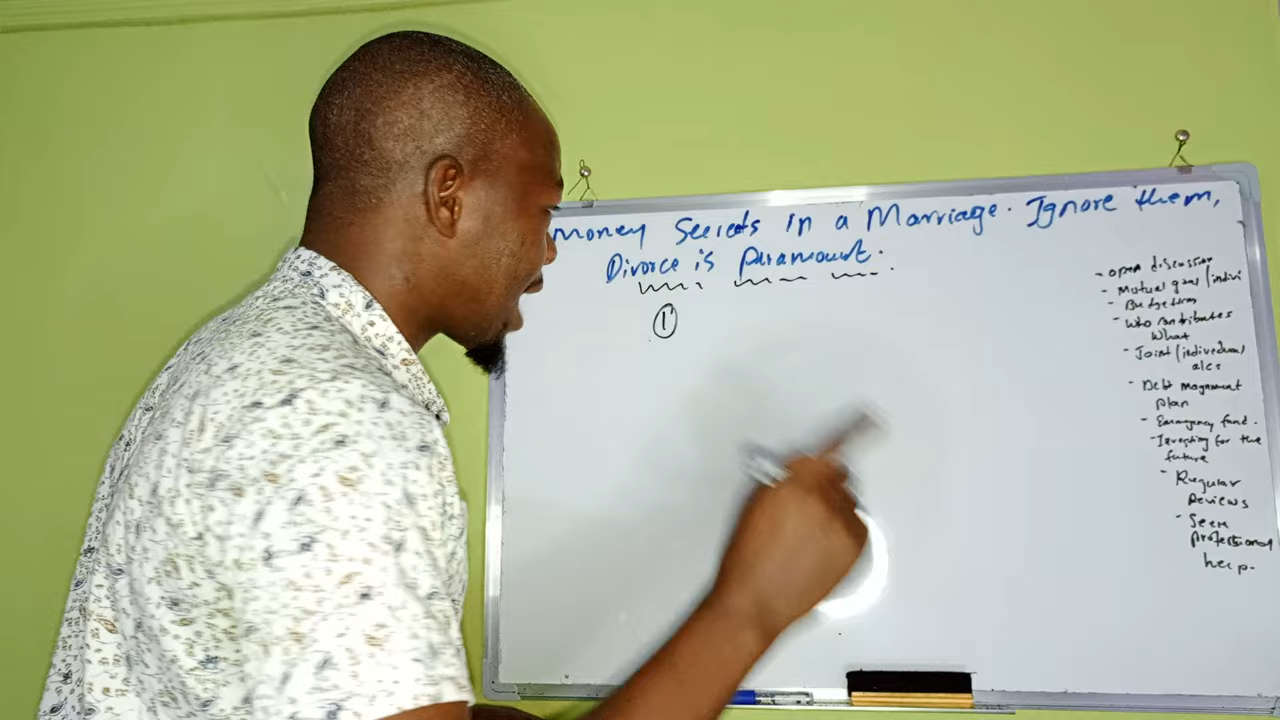 money Secrets in a Marriage. Ignore them,
Divorce is Paramount.
①
- open discussion
- Mutual goal / indivi
- Budgeting
- Who contributes
What
- Joint / individual
a/cs
- Debt management
plan
- Emergency fund.
- Investing for the
future
- Regular
Reviews
- Seek
professional
help.